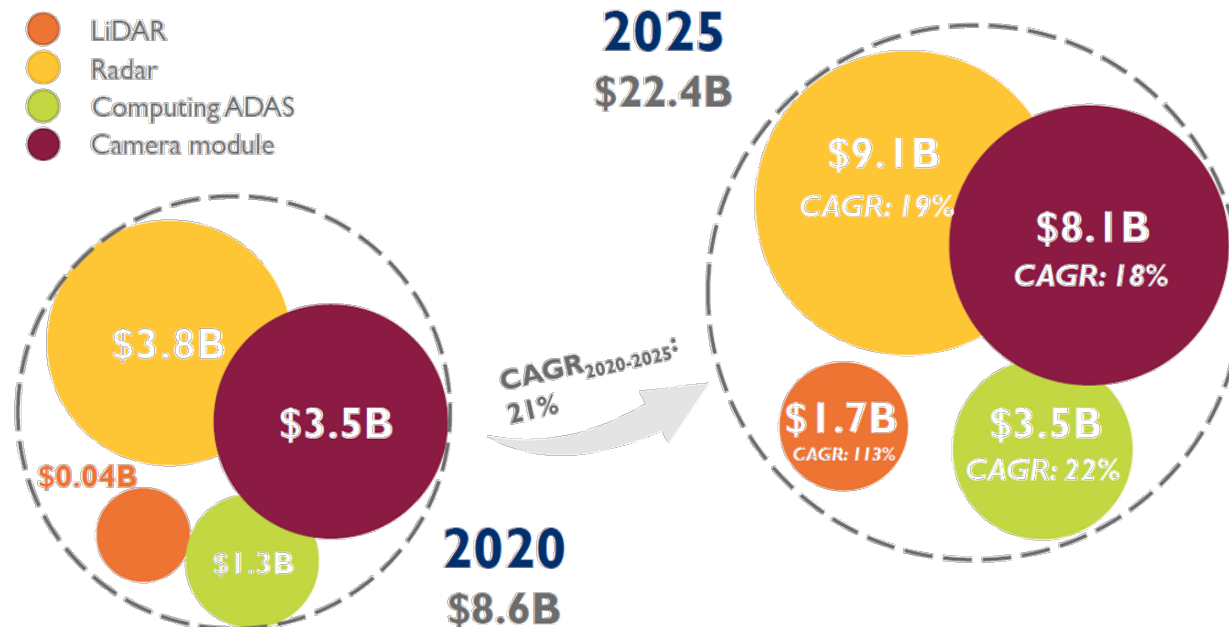 LiDAR
Radar
Computing ADAS
Camera module
2025
$22.4B
$9.1B
CAGR: 19%
$8.1B
CAGR: 18%
$1.7B
CAGR: 113%
$3.5B
CAGR: 22%
CAGR2020-2025:
21%
$3.8B
$3.5B
$0.04B
$1.3B
2020
$8.6B